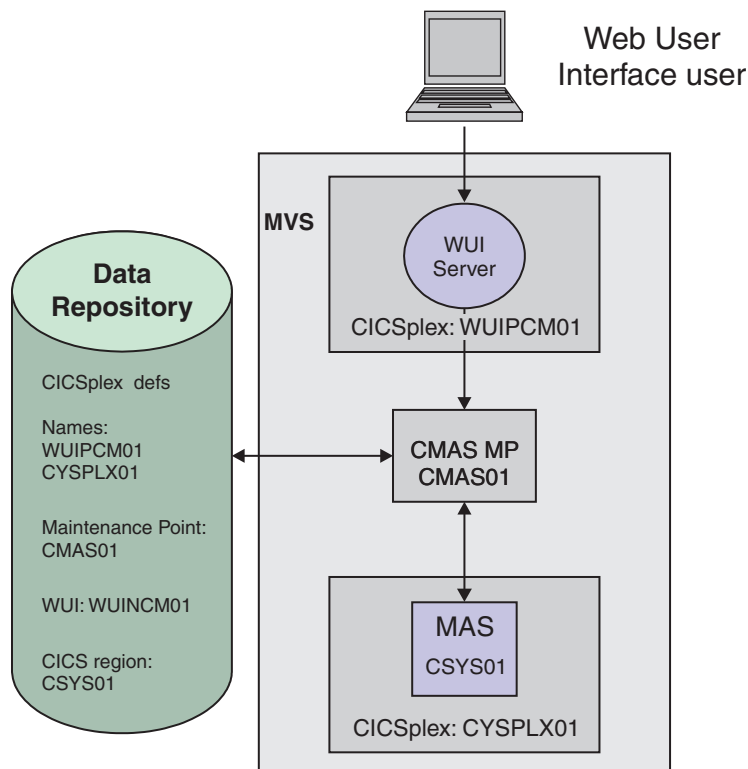 Web User
Interface user
MVS
WUI
Server
CICSplex: WUIPCM01
Data
Repository
CICSplex defs
Names:
WUIPCM01
CYSPLX01
Maintenance Point:
CMAS01
WUI: WUINCM01
CICS region:
CSYS01
CMAS MP
CMAS01
MAS
CSYS01
CICSplex: CYSPLX01